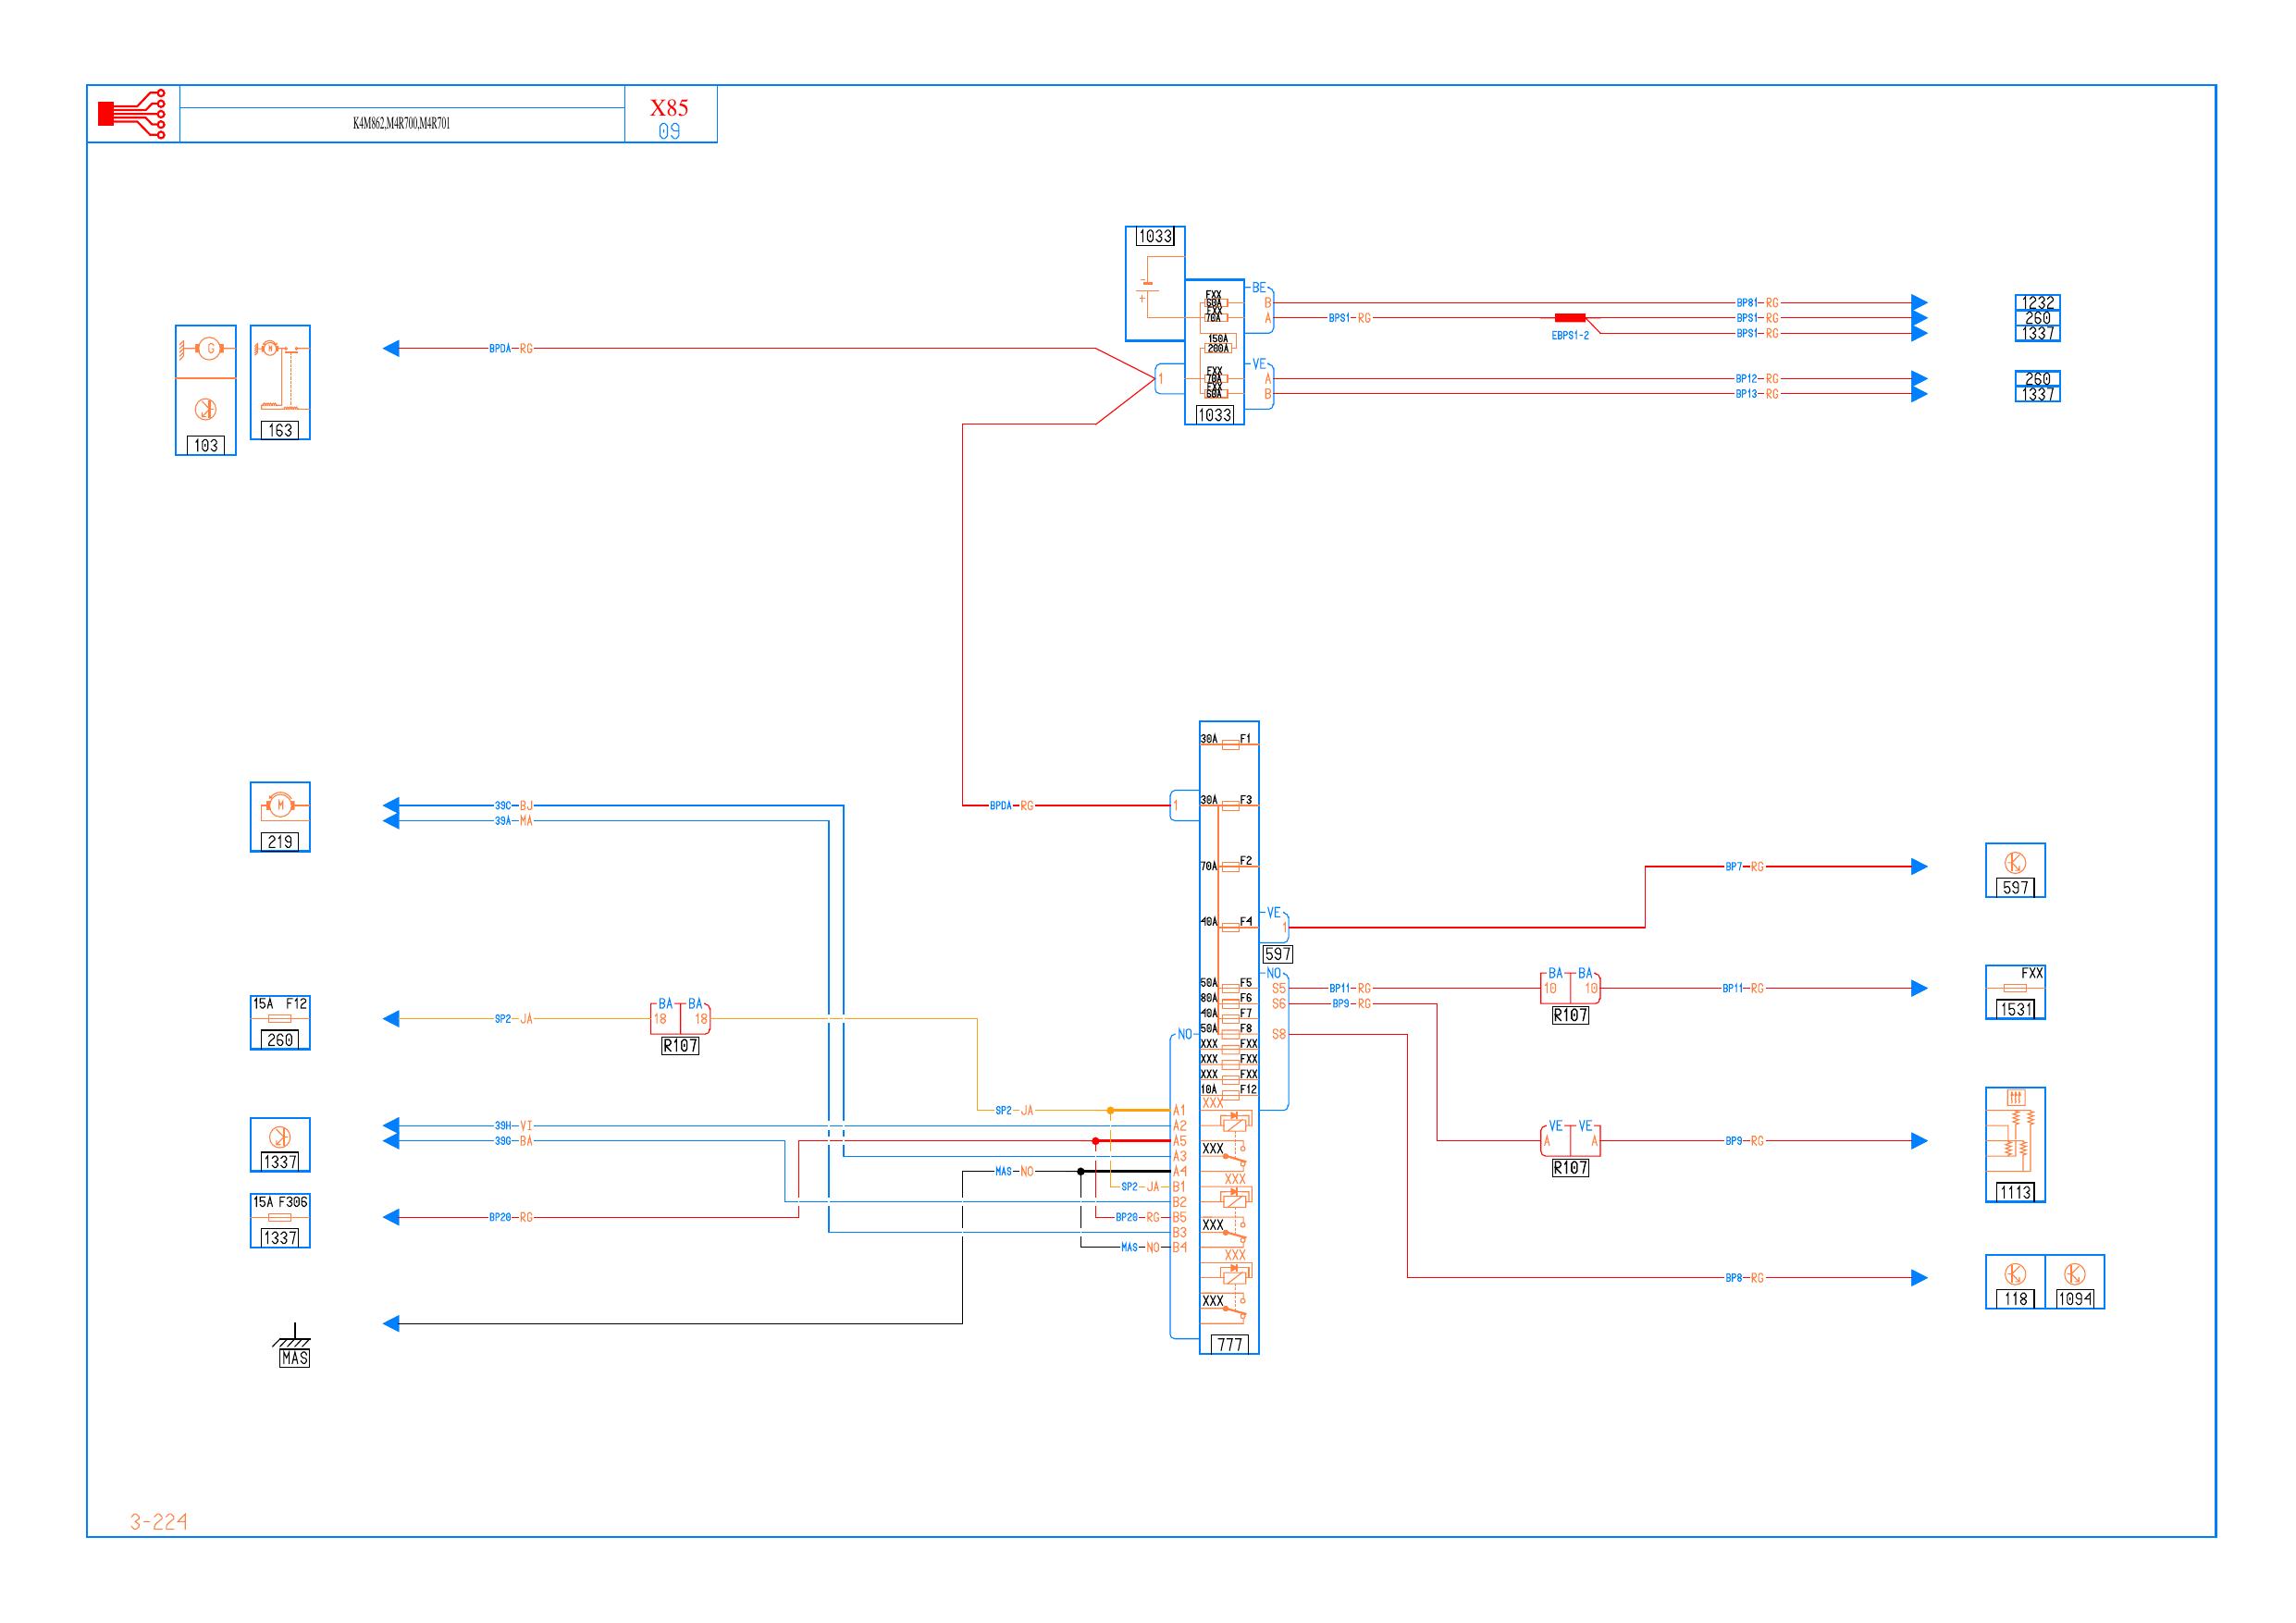 X85
K4M862,M4R700,M4R701
09
1033
BE
FXX
60A
B
BP81 RG
1232
FXX
70A
A
BPS1 RG
BPS1 RG
260
EBPS1-2
BPS1 RG
1337
150A
200A
BPDA RG
G
M
VE
1
FXX
70A
A
BP12 RG
260
FXX
60A
B
BP13 RG
1337
1033
163
103
30A F1
39C BJ
BPDA RG
1
30A F3
M
39A MA
219
70A F2
BP7 RG
597
40A F4
VE
1
597
NO
BA BA
FXX
50A F5
S5
BP11 RG
10 10
BP11 RG
80A F6
S6
BP9 RG
1531
R107
15A F12
BA BA
SP2 JA
18 18
40A F7
260
R107
NO
50A F8
S8
XXX FXX
XXX FXX
XXX FXX
10A F12
SP2 JA
A1
XXX
39H VI
A2
VE VE
39G BA
A5
A A
BP9 RG
1337
A3
XXX
R107
MAS NO
A4
XXX
1113
SP2 JA
B1
15A F306
B2
BP20 RG
BP20 RG
B5
XXX
1337
B3
MAS NO
B4
XXX
BP8 RG
118
1094
XXX
777
MAS
3-224